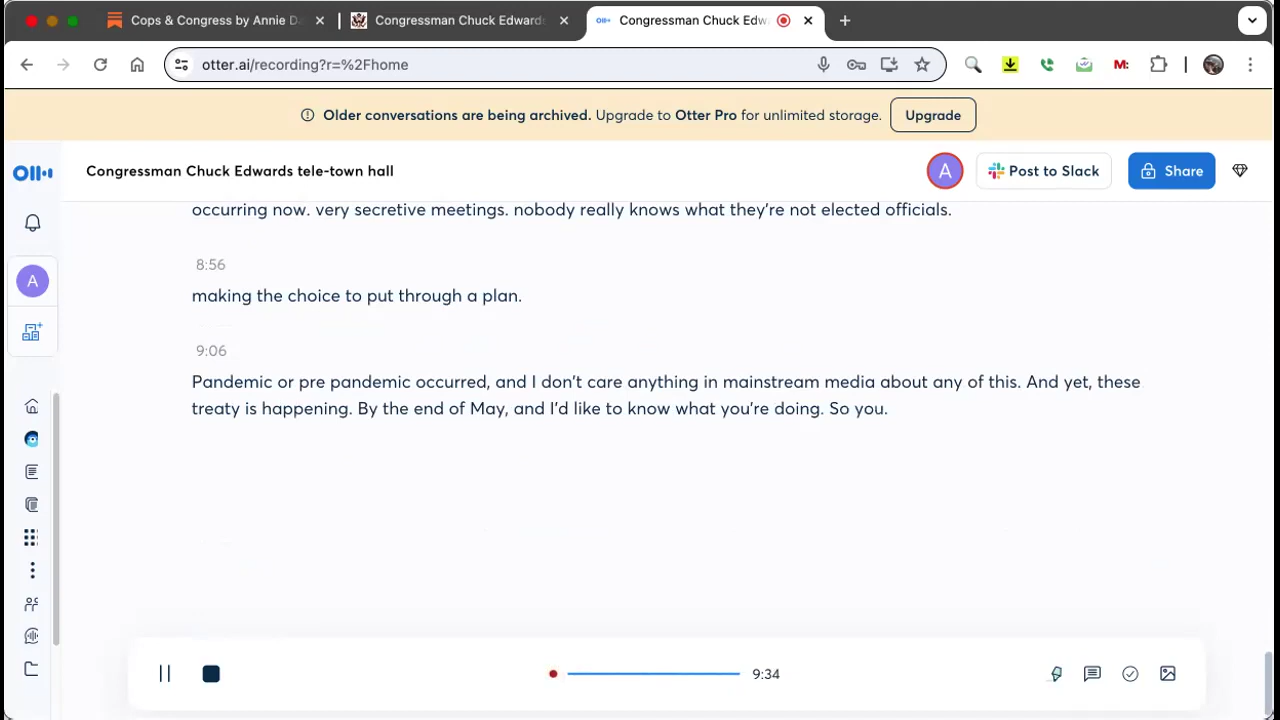 Cops & Congress by Annie Da
Congressman Chuck Edwards
Congressman Chuck Edw
otter.ai/recording?r=%2Fhome
M:
Older conversations are being archived. Upgrade to Otter Pro for unlimited storage.
Upgrade
Congressman Chuck Edwards tele-town hall
A
Post to Slack
Share
occurring now. very secretive meetings. nobody really knows what they're not elected officials.
8:56
A
making the choice to put through a plan.
9:06
Pandemic or pre pandemic occurred, and I don't care anything in mainstream media about any of this. And yet, these
treaty is happening. By the end of May, and I'd like to know what you're doing. So you.
9:34